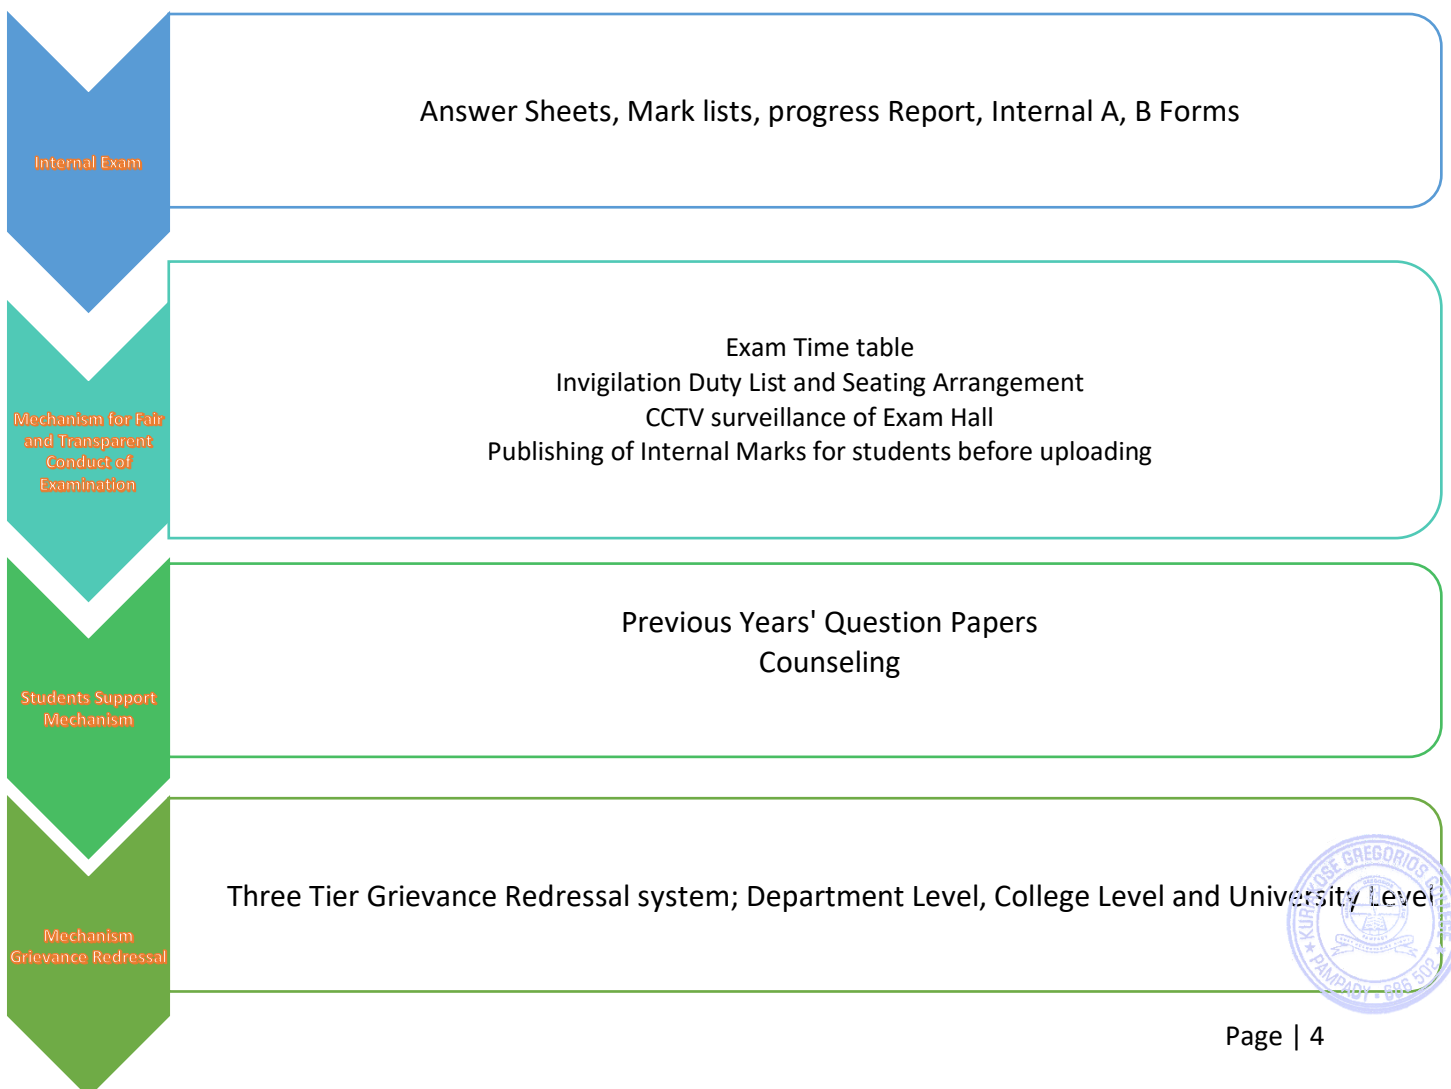 Internal Exam
Answer Sheets, Mark lists, progress Report, Internal A, B Forms
Mechanism for Fair
and Transparent
Conduct of
Examination
Exam Time table
Invigilation Duty List and Seating Arrangement
CCTV surveillance of Exam Hall
Publishing of Internal Marks for students before uploading
Students Support
Mechanism
Previous Years' Question Papers
Counseling
Mechanism
Grievance Redressal
Three Tier Grievance Redressal system; Department Level, College Level and University Level
GREGORIOS
PAMPADY - 686 502
Page | 4